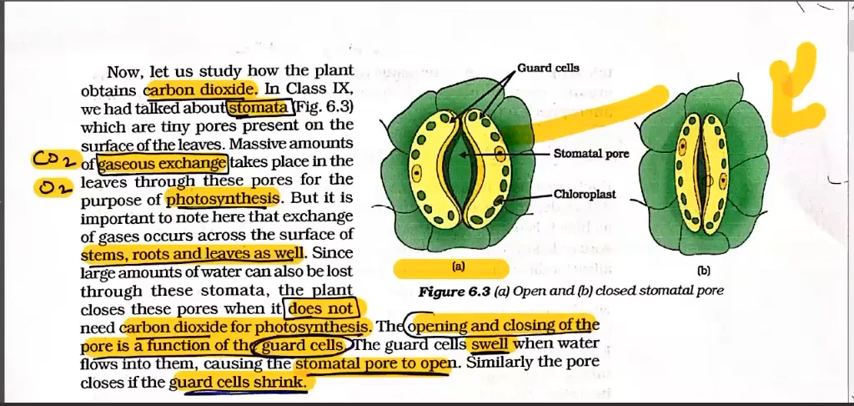 Now, let us study how the plant
obtains carbon dioxide. In Class IX,
we had talked about stomata (Fig. 6.3)
which are tiny pores present on the
surface of the leaves. Massive amounts
of gaseous exchange takes place in the
leaves through these pores for the
purpose of photosynthesis. But it is
important to note here that exchange
of gases occurs across the surface of
stems, roots and leaves as well. Since
large amounts of water can also be lost
through these stomata, the plant
closes these pores when it does not
need carbon dioxide for photosynthesis. The opening and closing of the
pore is a function of the guard cells. The guard cells swell when water
flows into them, causing the stomatal pore to open. Similarly the pore
closes if the guard cells shrink.
CO2
O2
Guard cells
Stomatal pore
Chloroplast
(a)
(b)
Figure 6.3 (a) Open and (b) closed stomatal pore